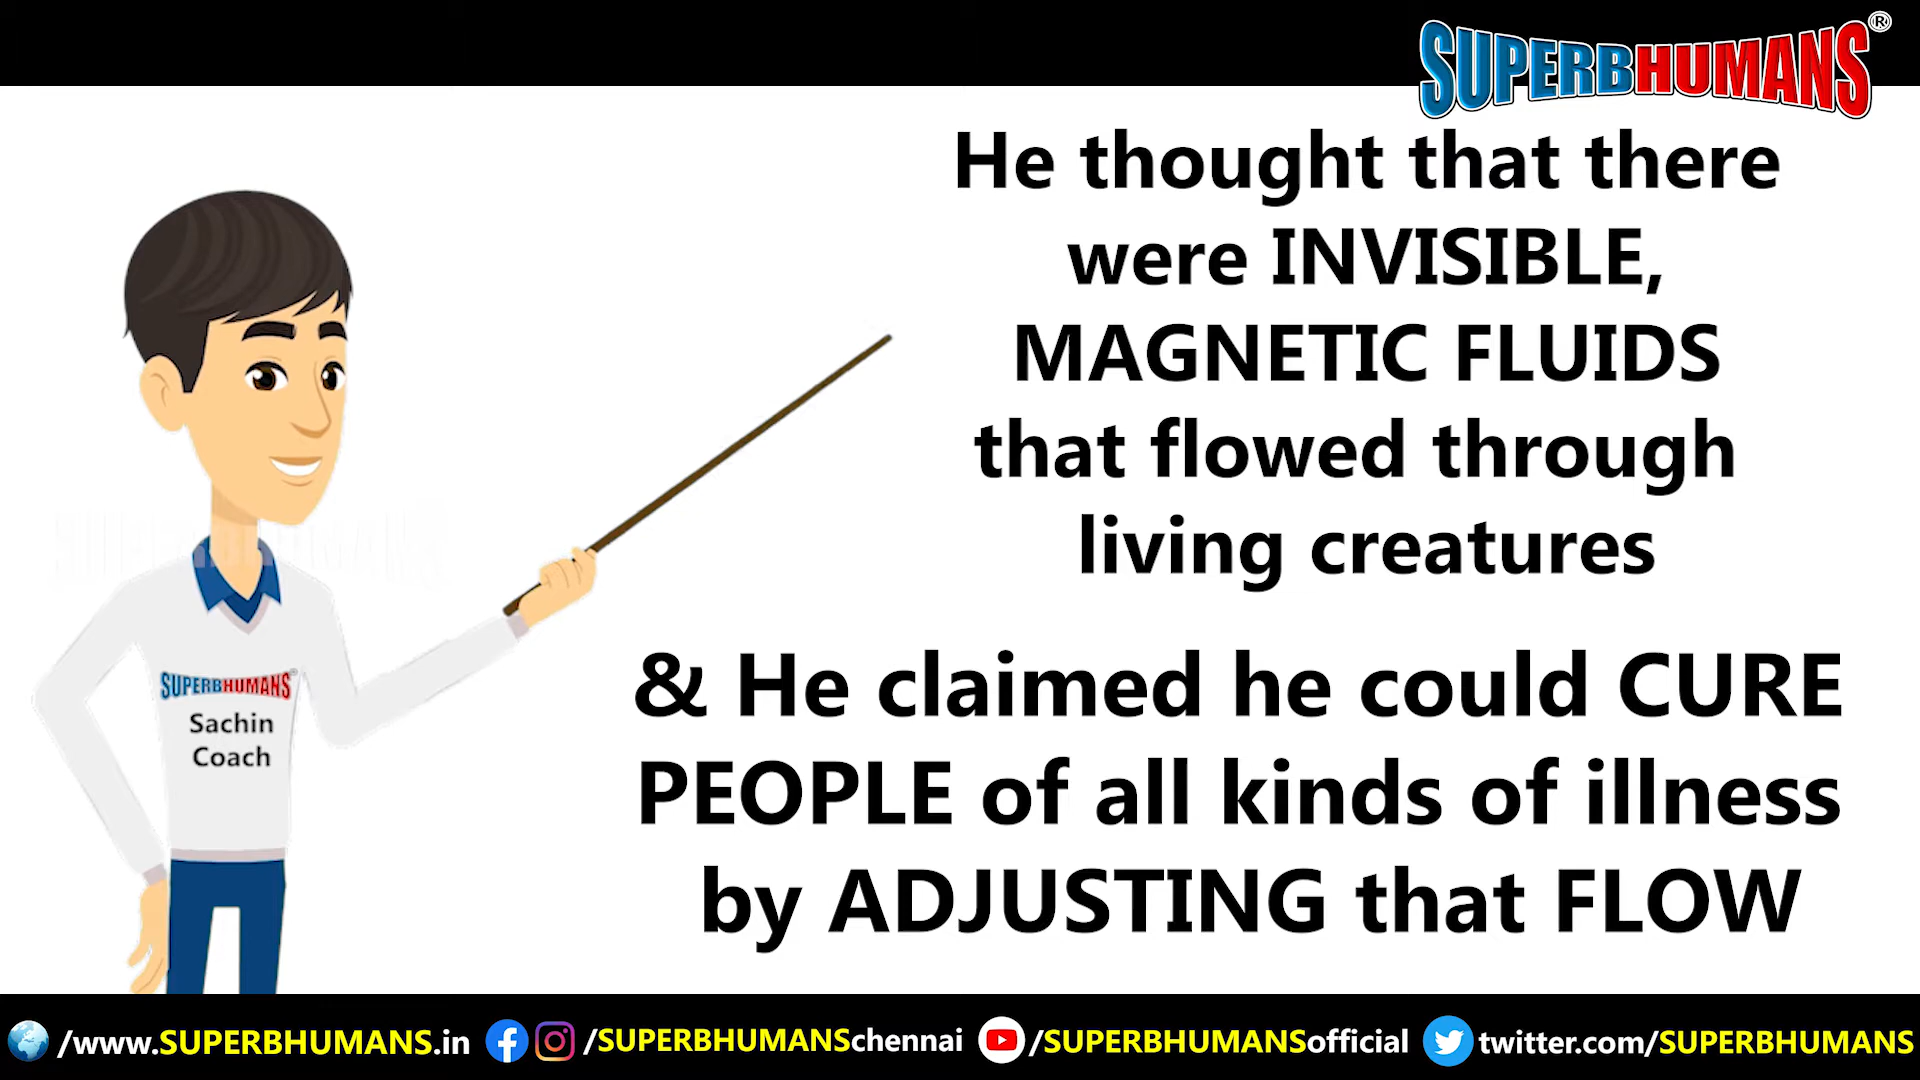 SUPERBHUMANS®
He thought that there
were INVISIBLE,
MAGNETIC FLUIDS
that flowed through
living creatures
& He claimed he could CURE
PEOPLE of all kinds of illness
by ADJUSTING that FLOW
SUPERBHUMANS
SUPERBHUMANS®
Sachin
Coach
/www.SUPERBHUMANS.in /SUPERBHUMANSchennai /SUPERBHUMANSofficial twitter.com/SUPERBHUMANS